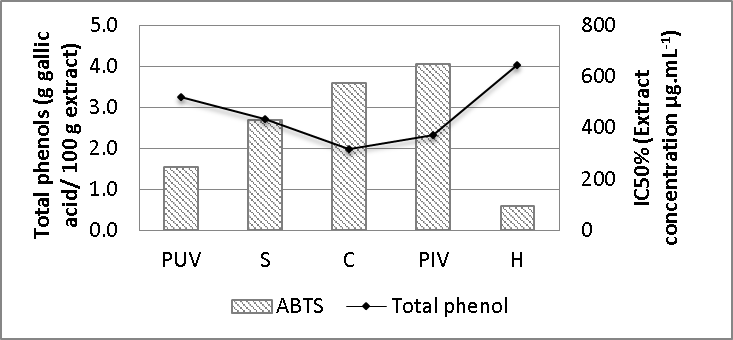 Total phenols (g gallic
acid/ 100 g extract)
5.0
4.0
3.0
2.0
1.0
0.0
800
600
400
200
0
IC50% (Extract
concentration µg.mL⁻¹
PUV S C PIV H
ABTS Total phenol